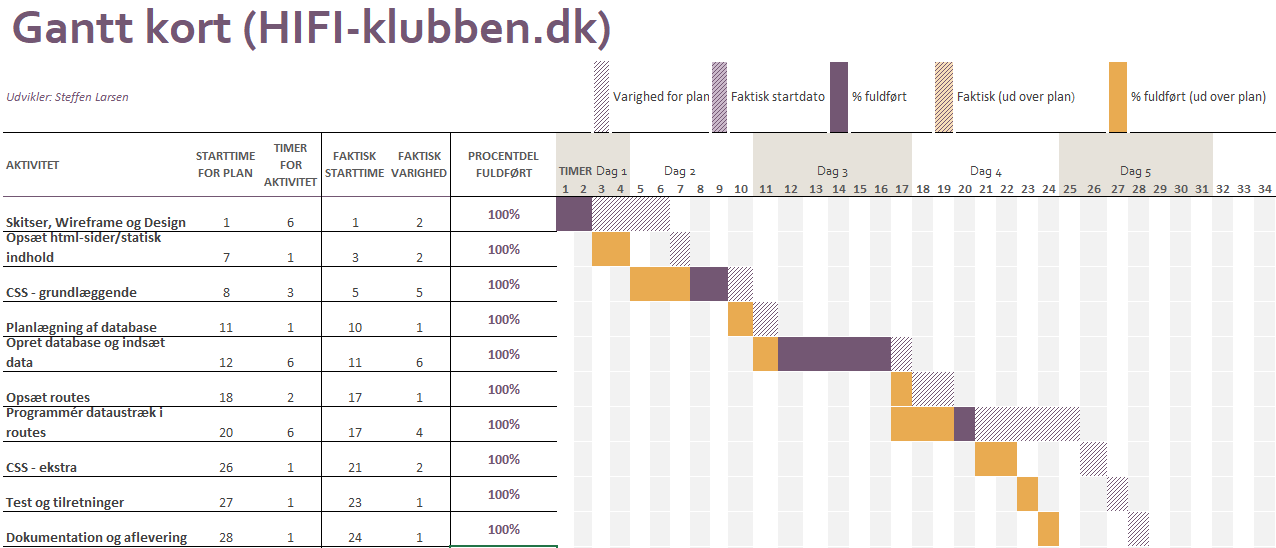 Gantt kort (HIFI-klubben.dk)
Udvikler: Steffen Larsen
Varighed for plan
Faktisk startdato
% fuldført
Faktisk (ud over plan)
% fuldført (ud over plan)
AKTIVITET STARTTIME FOR PLAN TIMER FOR AKTIVITET FAKTISK STARTTIME FAKTISK VARIGHED PROCENTDEL FULDFØRT
TIMER Dag 1 Dag 2 Dag 3 Dag 4 Dag 5
1 2 3 4 5 6 7 8 9 10 11 12 13 14 15 16 17 18 19 20 21 22 23 24 25 26 27 28 29 30 31 32 33 34
Skitser, Wireframe og Design 1 6 1 2 100%
Opsæt html-sider/statisk
indhold 7 1 3 2 100%
CSS - grundlæggende 8 3 5 5 100%
Planlægning af database 11 1 10 1 100%
Opret database og indsæt
data 12 6 11 6 100%
Opsæt routes 18 2 17 1 100%
Programmér dataustræk i
routes 20 6 17 4 100%
CSS - ekstra 26 1 21 2 100%
Test og tilretninger 27 1 23 1 100%
Dokumentation og aflevering 28 1 24 1 100%